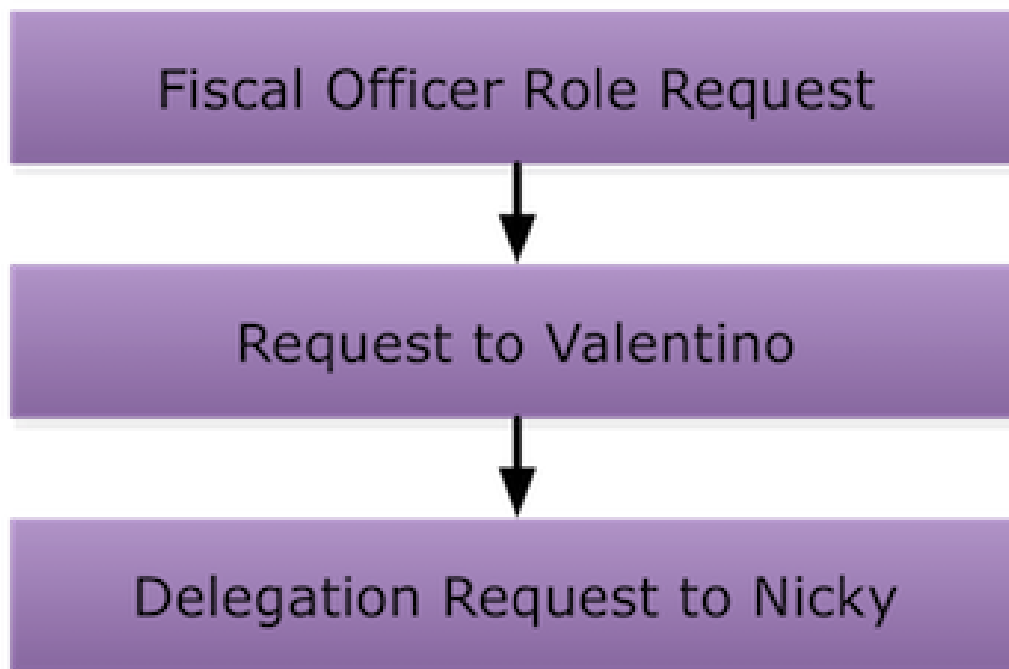 Fiscal Officer Role Request
Request to Valentino
Delegation Request to Nicky